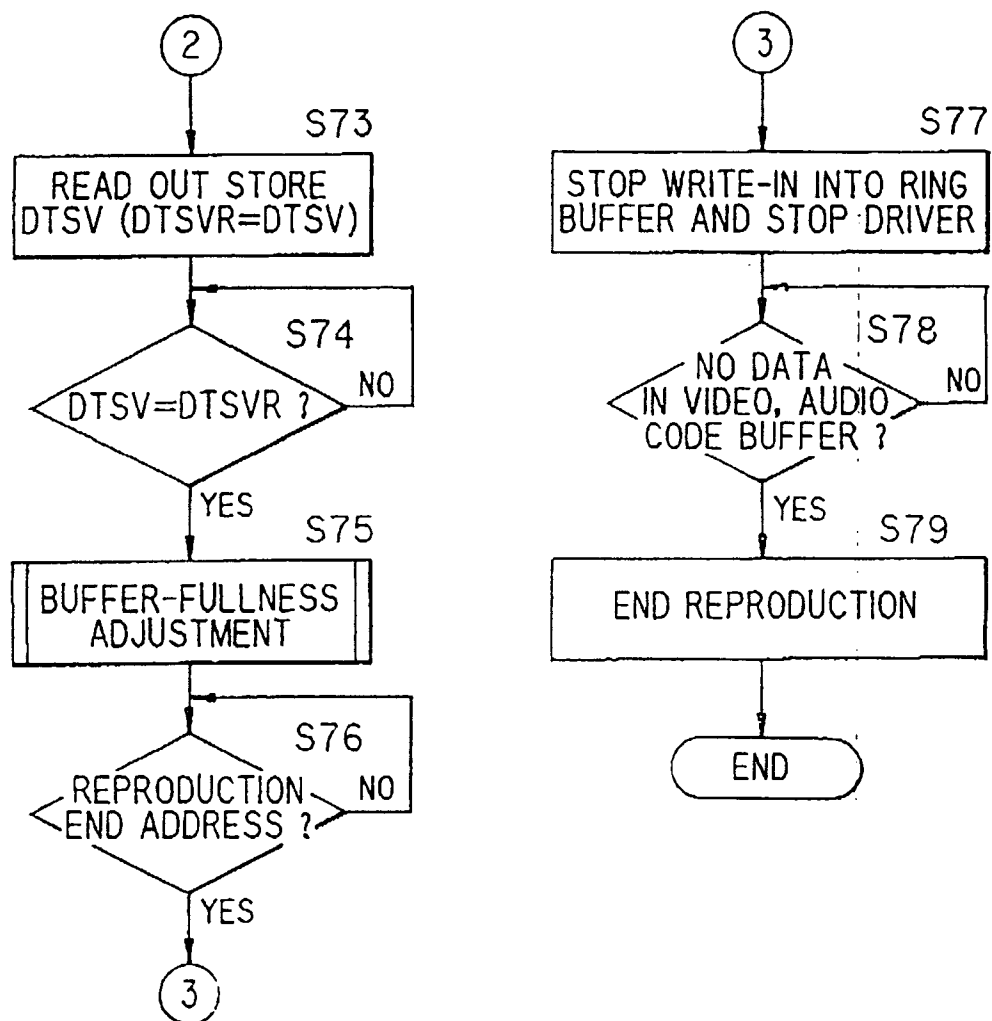 2
S73
READ OUT STORE
DTSV (DTSVR=DTSV)
S74
DTSV=DTSVR ?
NO
YES
S75
BUFFER-FULLNESS
ADJUSTMENT
S76
REPRODUCTION
END ADDRESS ?
NO
YES
3
3
S77
STOP WRITE-IN INTO RING
BUFFER AND STOP DRIVER
S78
NO DATA
IN VIDEO, AUDIO
CODE BUFFER ?
NO
YES
S79
END REPRODUCTION
END